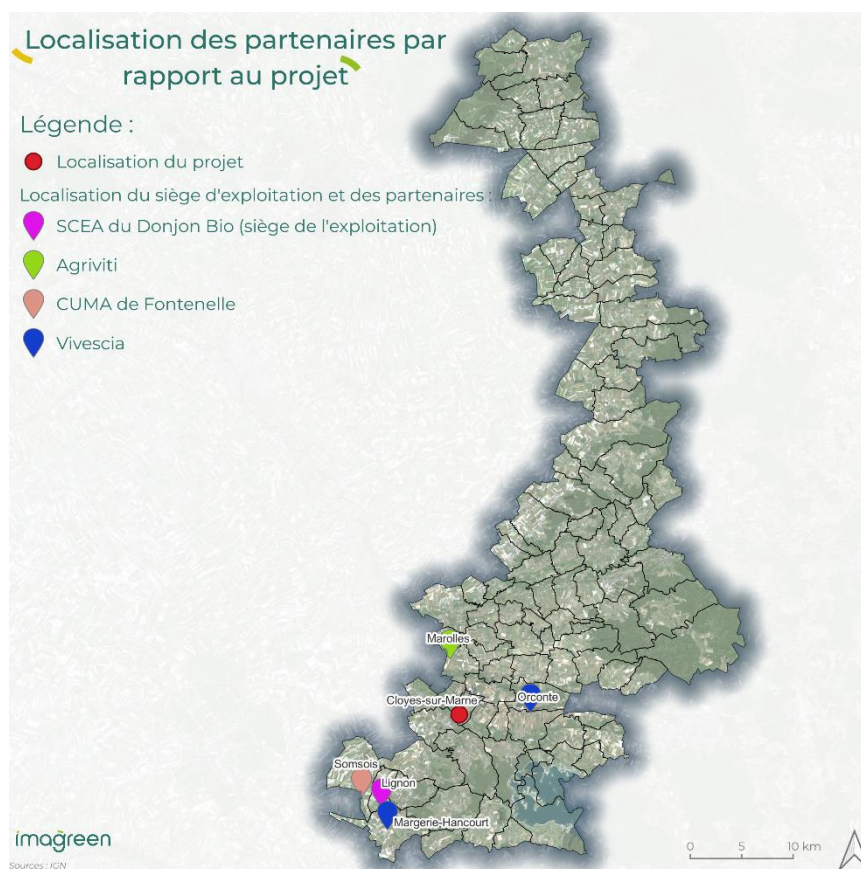 Localisation des partenaires par
rapport au projet
Légende :
Localisation du projet
Localisation du siège d'exploitation et des partenaires :
SCEA du Donjon Bio (siège de l'exploitation)
Agriviti
CUMA de Fontenelle
Vivescia
Marolles
Cloyes-sur-Marne
Orconte
Somsois
Lignon
Margerie-Hancourt
imagreen
Sources : IGN
0 5 10 km